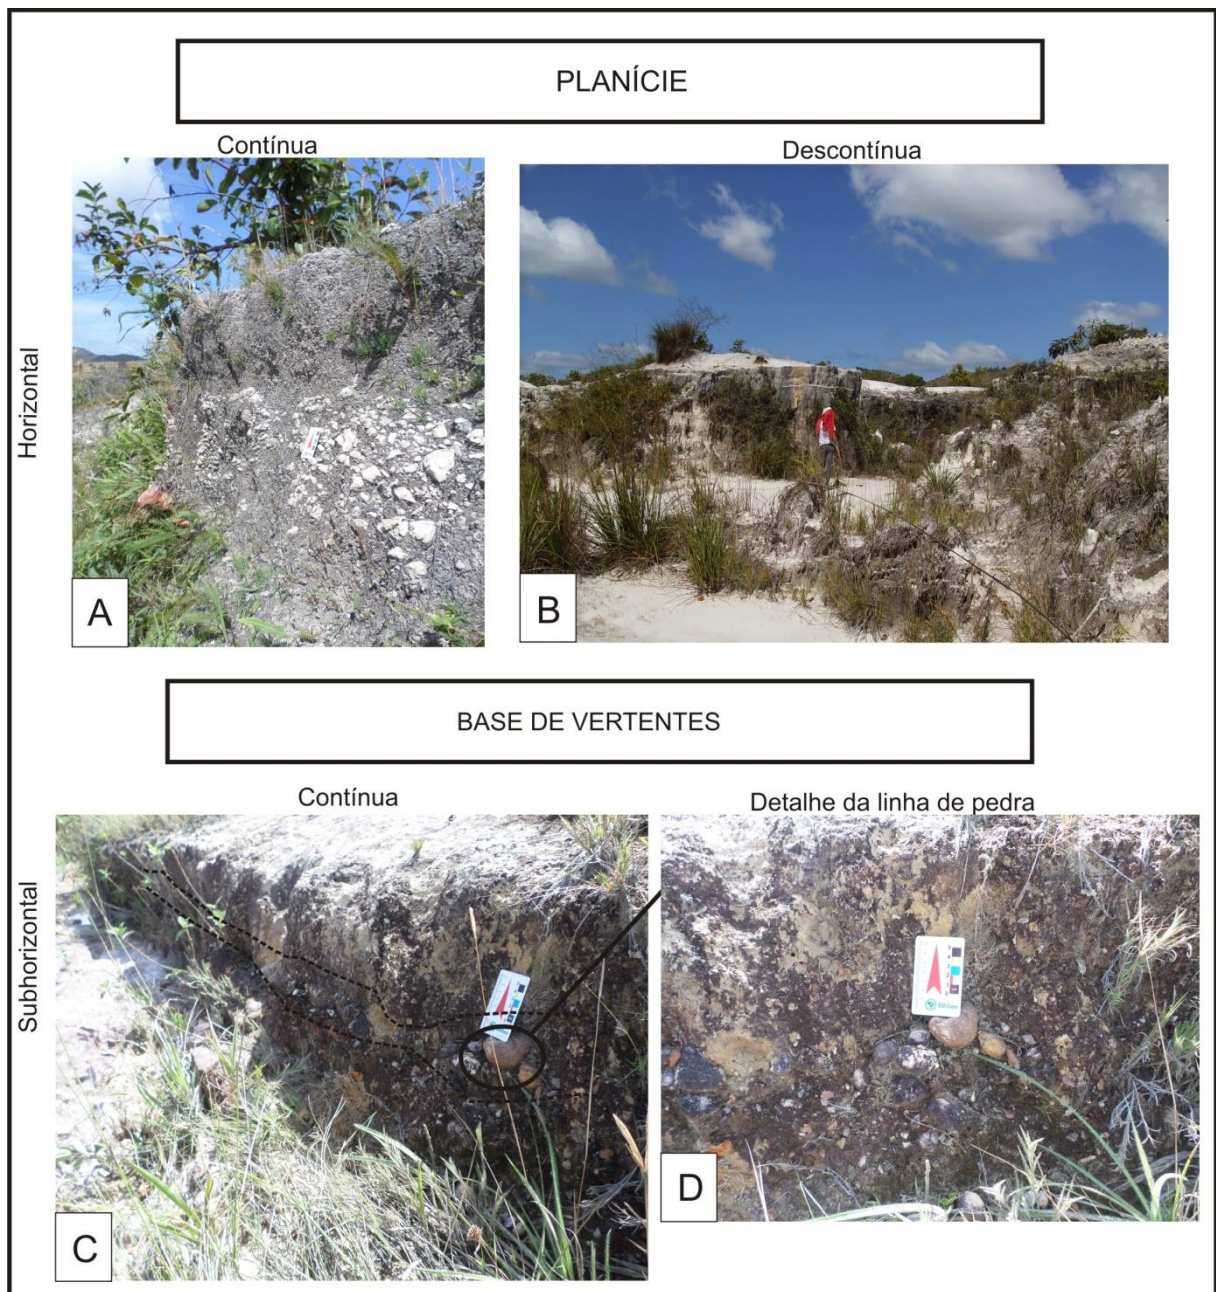 PLANÍCIE
Contínua
Descontínua
Horizontal
A
B
BASE DE VERTENTES
Contínua
Detalhe da linha de pedra
Subhorizontal
C
D